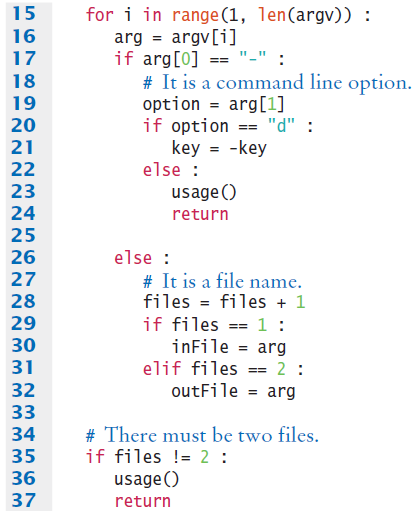 15 for i in range(1, len(argv)) :
16 arg = argv[i]
17 if arg[0] == "-" :
18 # It is a command line option.
19 option = arg[1]
20 if option == "d" :
21 key = -key
22 else :
23 usage()
24 return
25
26 else :
27 # It is a file name.
28 files = files + 1
29 if files == 1 :
30 inFile = arg
31 elif files == 2 :
32 outFile = arg
33
34 # There must be two files.
35 if files != 2 :
36 usage()
37 return